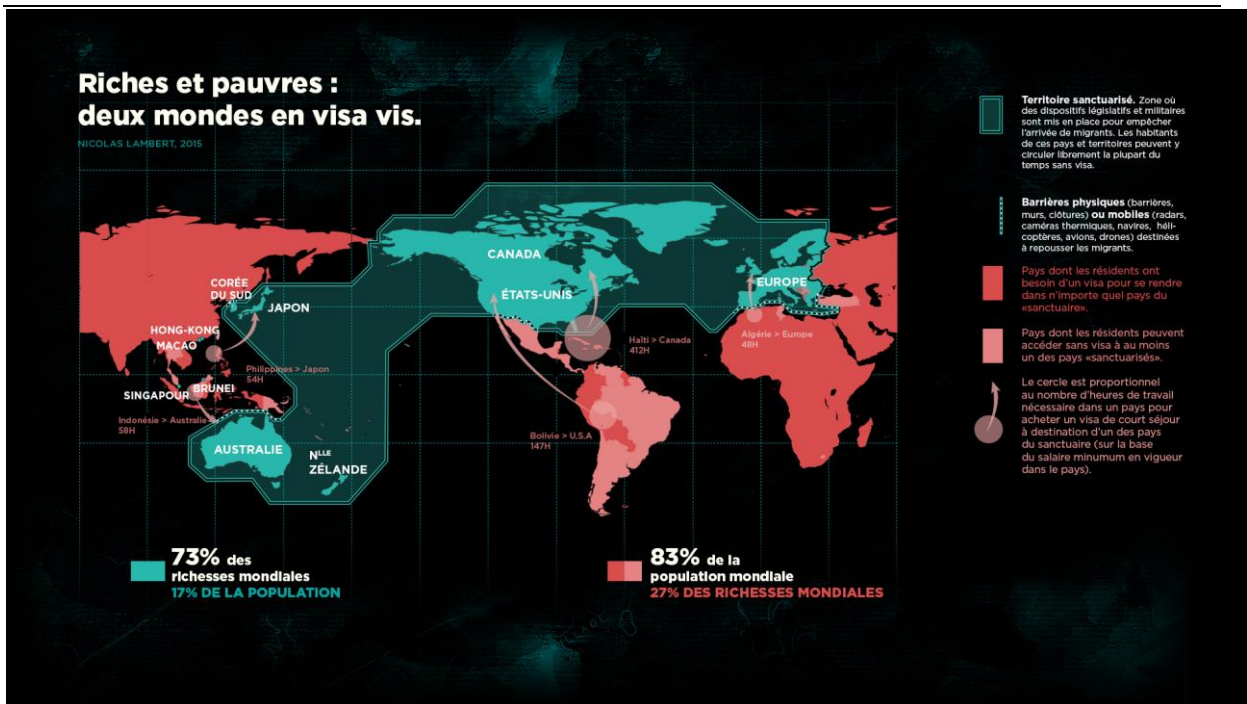 Riches et pauvres :
deux mondes en visa vis.
NICOLAS LAMBERT, 2015
CANADA
ÉTATS-UNIS
EUROPE
CORÉE
DU SUD
JAPON
HONG-KONG
MACAO
Philippines > Japon
54H
SINGAPOUR
BRUNEI
Indonésie > Australie
58H
AUSTRALIE
NLLE
ZÉLANDE
Haïti > Canada
412H
Algérie > Europe
48H
Bolivie > U.S.A
147H
Territoire sanctuarisé. Zone où
des dispositifs législatifs et militaires
sont mis en place pour empêcher
l'arrivée de migrants. Les habitants
de ces pays et territoires peuvent y
circuler librement la plupart du
temps sans visa.
Barrières physiques (barrières,
murs, clôtures) ou mobiles (radars,
caméras thermiques, navires, héli-
coptères, avions, drones) destinées
à repousser les migrants.
Pays dont les résidents ont
besoin d'un visa pour se rendre
dans n'importe quel pays du
«sanctuaire».
Pays dont les résidents peuvent
accéder sans visa à au moins
un des pays «sanctuarisés».
Le cercle est proportionnel
au nombre d'heures de travail
nécessaire dans un pays pour
acheter un visa de court séjour
à destination d'un des pays
du sanctuaire (sur la base
du salaire minumum en vigueur
dans le pays).
73% des
richesses mondiales
17% DE LA POPULATION
83% de la
population mondiale
27% DES RICHESSES MONDIALES